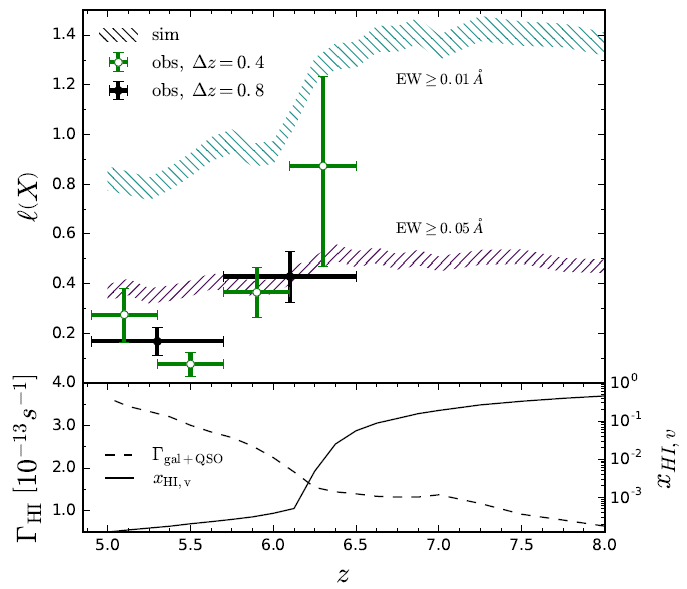 1.4
1.2
1.0
0.8
0.6
0.4
0.2
ℓ(X)
sim
obs, Δz = 0.4
obs, Δz = 0.8
EW ≥ 0.01 Å
EW ≥ 0.05 Å
4.0
3.0
2.0
1.0
Γ_HI [10^−13 s^−1]
Γ_gal+QSO
x_HI,v
10^0
10^-1
10^-2
10^-3
x_HI,v
5.0 5.5 6.0 6.5 7.0 7.5 8.0
z